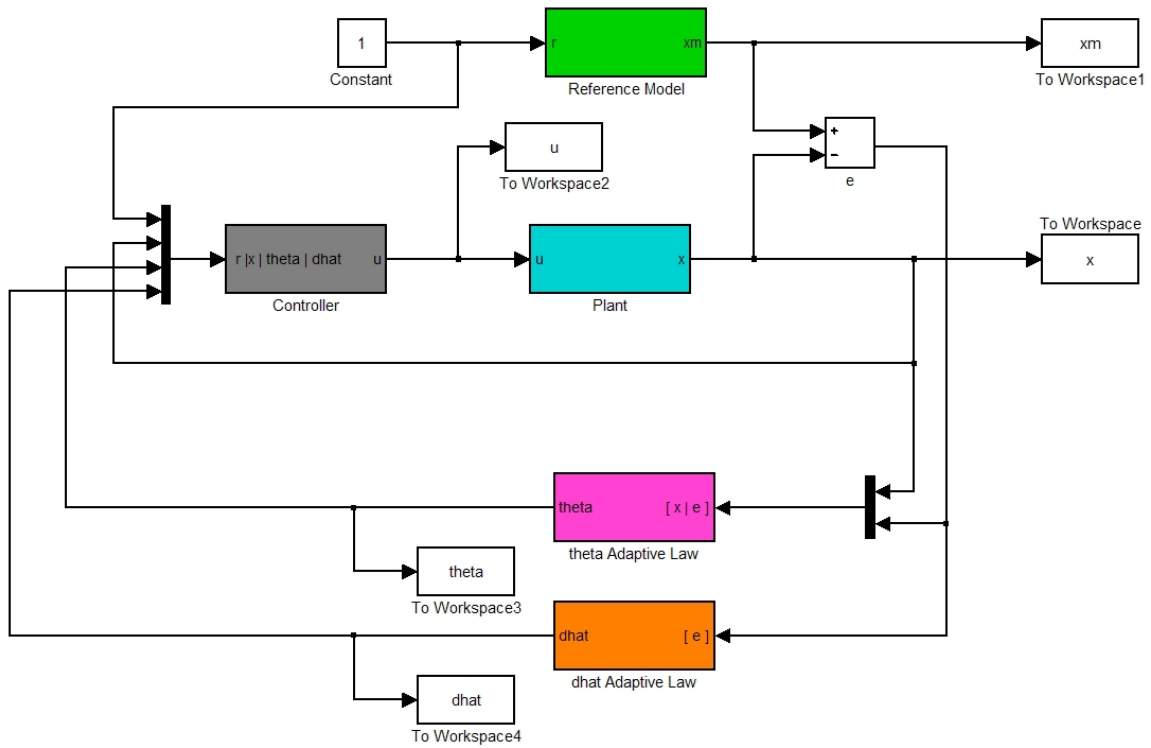 1
Constant
r
xm
Reference Model
xm
To Workspace1
+
-
e
u
To Workspace2
r |x | theta | dhat
u
Controller
u
x
Plant
To Workspace
x
theta
[ x | e ]
theta Adaptive Law
theta
To Workspace3
dhat
[ e ]
dhat Adaptive Law
dhat
To Workspace4